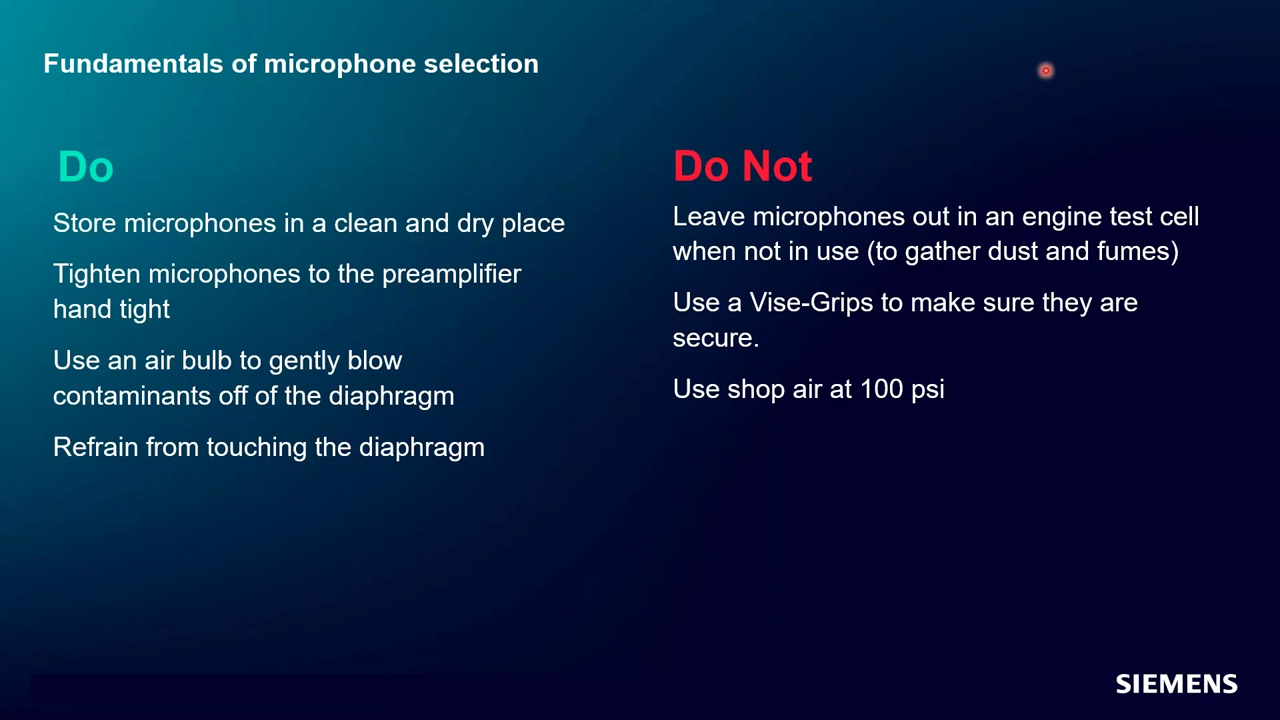 Fundamentals of microphone selection
Do
Store microphones in a clean and dry place
Tighten microphones to the preamplifier
hand tight
Use an air bulb to gently blow
contaminants off of the diaphragm
Refrain from touching the diaphragm
Do Not
Leave microphones out in an engine test cell
when not in use (to gather dust and fumes)
Use a Vise-Grips to make sure they are
secure.
Use shop air at 100 psi
SIEMENS